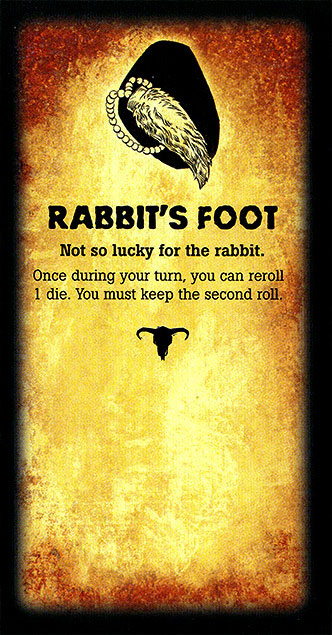 RABBIT'S FOOT
Not so lucky for the rabbit.
Once during your turn, you can reroll
1 die. You must keep the second roll.